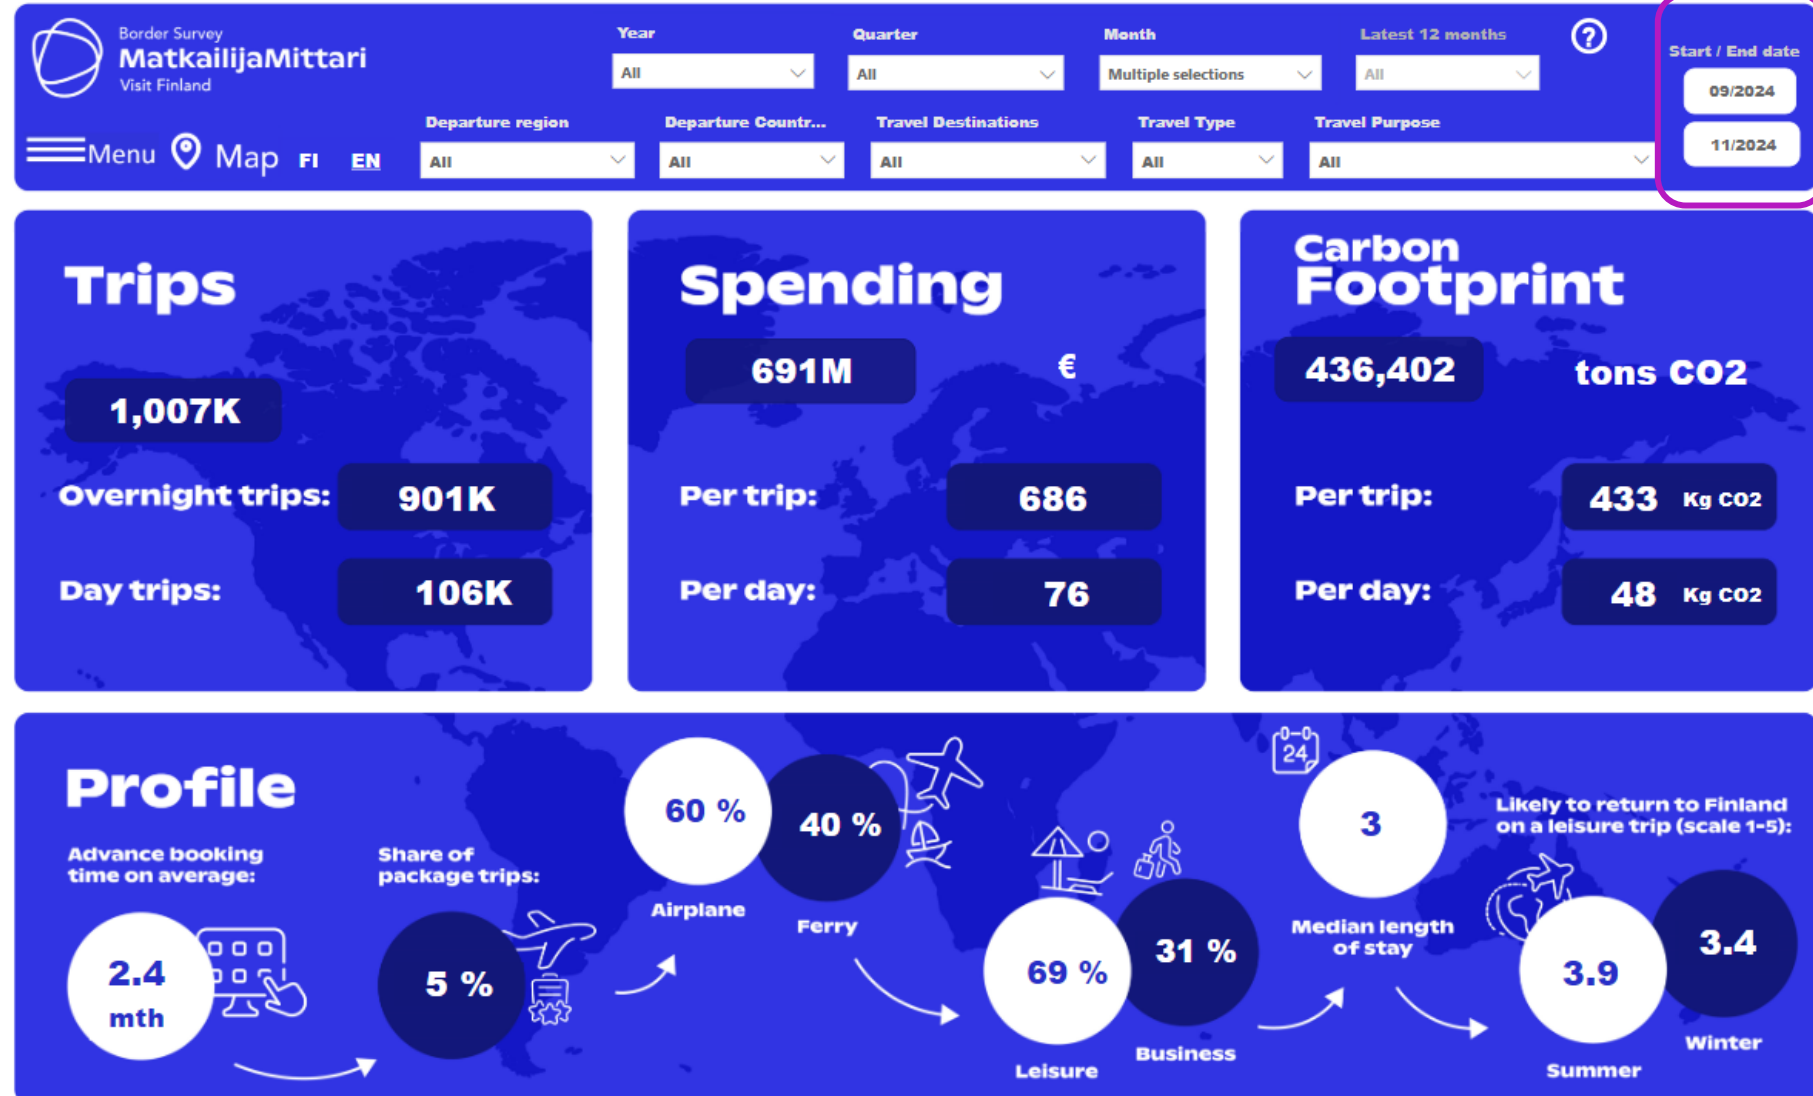 Border Survey
MatkailijaMittari
Visit Finland
Menu
Map
FI
EN
Year
All
Quarter
All
Month
Multiple selections
Latest 12 months
All
?
Departure region
All
Departure Countr...
All
Travel Destinations
All
Travel Type
All
Travel Purpose
All
Start / End date
09/2024
11/2024
Trips
1,007K
Overnight trips:
901K
Day trips:
106K
Spending
691M
€
Per trip:
686
Per day:
76
Carbon
Footprint
436,402
tons CO2
Per trip:
433 Kg CO2
Per day:
48 Kg CO2
Profile
Advance booking
time on average:
2.4
mth
Share of
package trips:
5 %
60 %
Airplane
40 %
Ferry
69 %
Leisure
31 %
Business
24
3
Median length
of stay
Likely to return to Finland
on a leisure trip (scale 1-5):
3.9
Summer
3.4
Winter